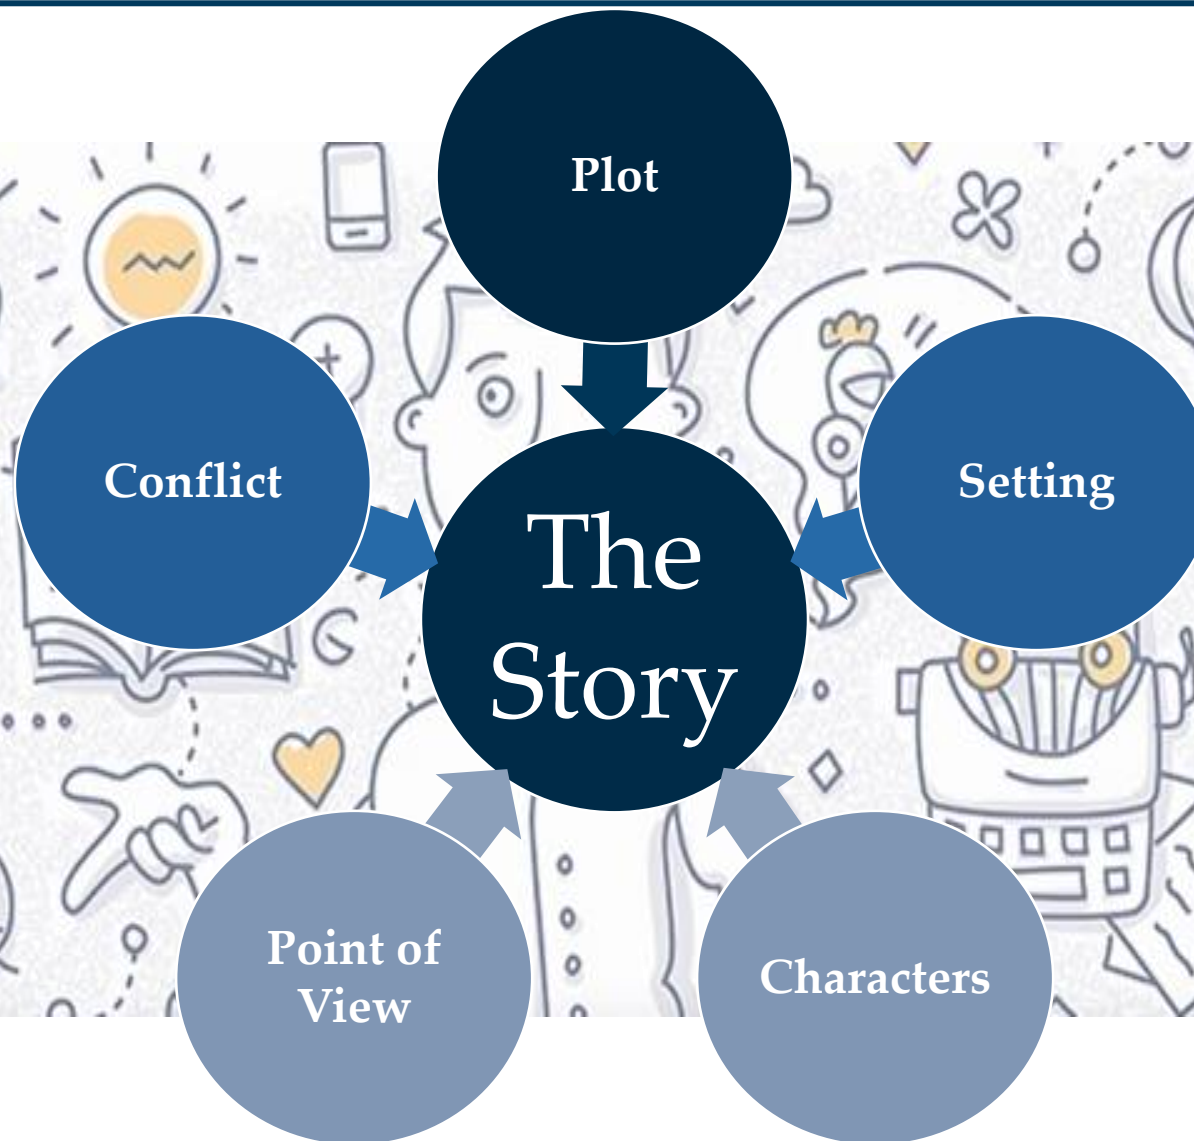 Plot
Conflict
Setting
The
Story
Point of
View
Characters